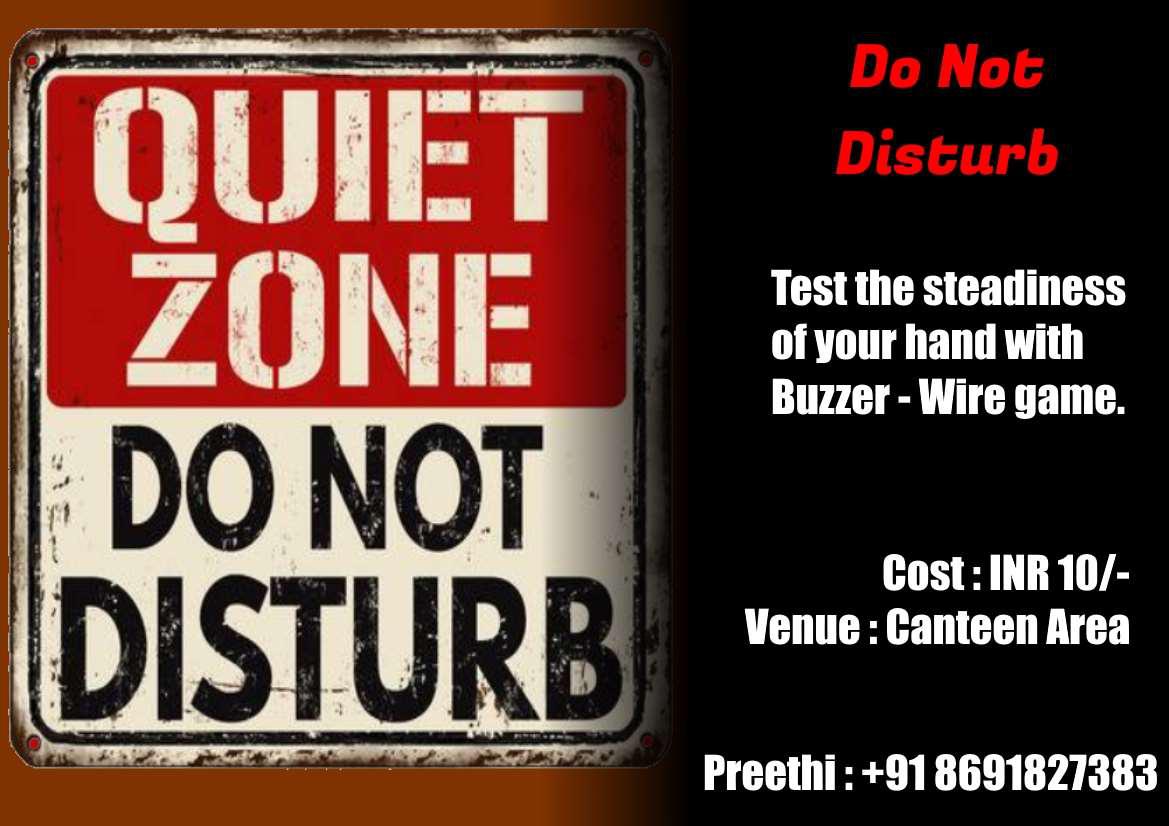 QUIET
ZONE
DO NOT
DISTURB
Do Not
Disturb
Test the steadiness
of your hand with
Buzzer - Wire game.
Cost : INR 10/-
Venue : Canteen Area
Preethi : +91 8691827383